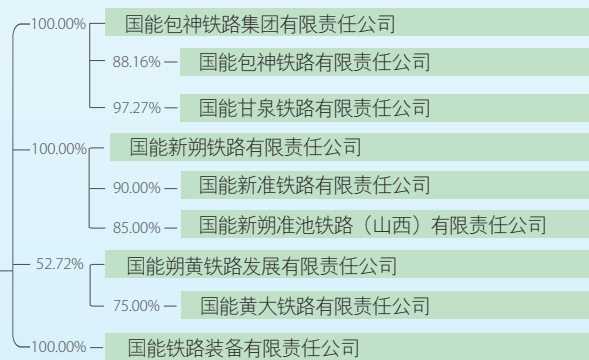 100.00% 国能包神铁路集团有限责任公司
88.16% 国能包神铁路有限责任公司
97.27% 国能甘泉铁路有限责任公司
100.00% 国能新朔铁路有限责任公司
90.00% 国能新准铁路有限责任公司
85.00% 国能新朔准池铁路（山西）有限责任公司
52.72% 国能朔黄铁路发展有限责任公司
75.00% 国能黄大铁路有限责任公司
100.00% 国能铁路装备有限责任公司